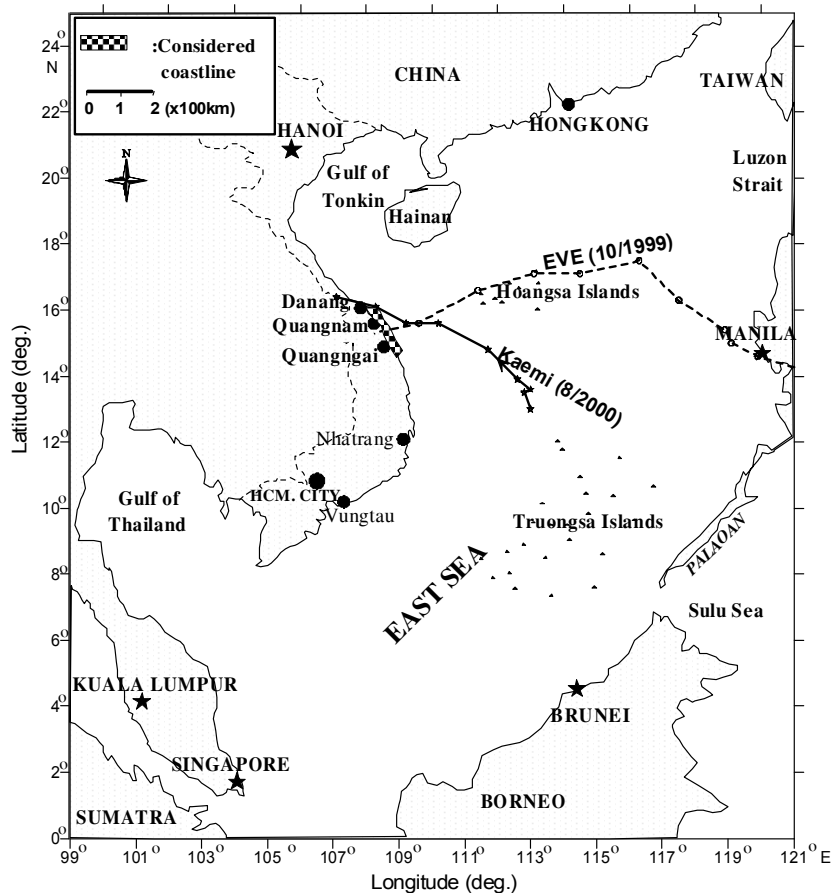 24°
N
22°
20°
18°
16°
14°
12°
10°
8°
6°
4°
2°
0°
Latitude (deg.)
:Considered
coastline
0 1 2 (x100km)
N
CHINA
TAIWAN
HANOI
HONGKONG
Gulf of
Tonkin
Hainan
Luzon
Strait
EVE (10/1999)
Hoangsa Islands
Danang
Quangnam
Quangngai
MANILA
Kaemi (8/2000)
Nhatrang
HCM. CITY
Vungtau
Gulf of
Thailand
Truongsa Islands
PALAOAN
EAST SEA
Sulu Sea
KUALA LUMPUR
BRUNEI
SINGAPORE
BORNEO
SUMATRA
99° 101° 103° 105° 107° 109° 111° 113° 115° 117° 119° 121° E
Longitude (deg.)